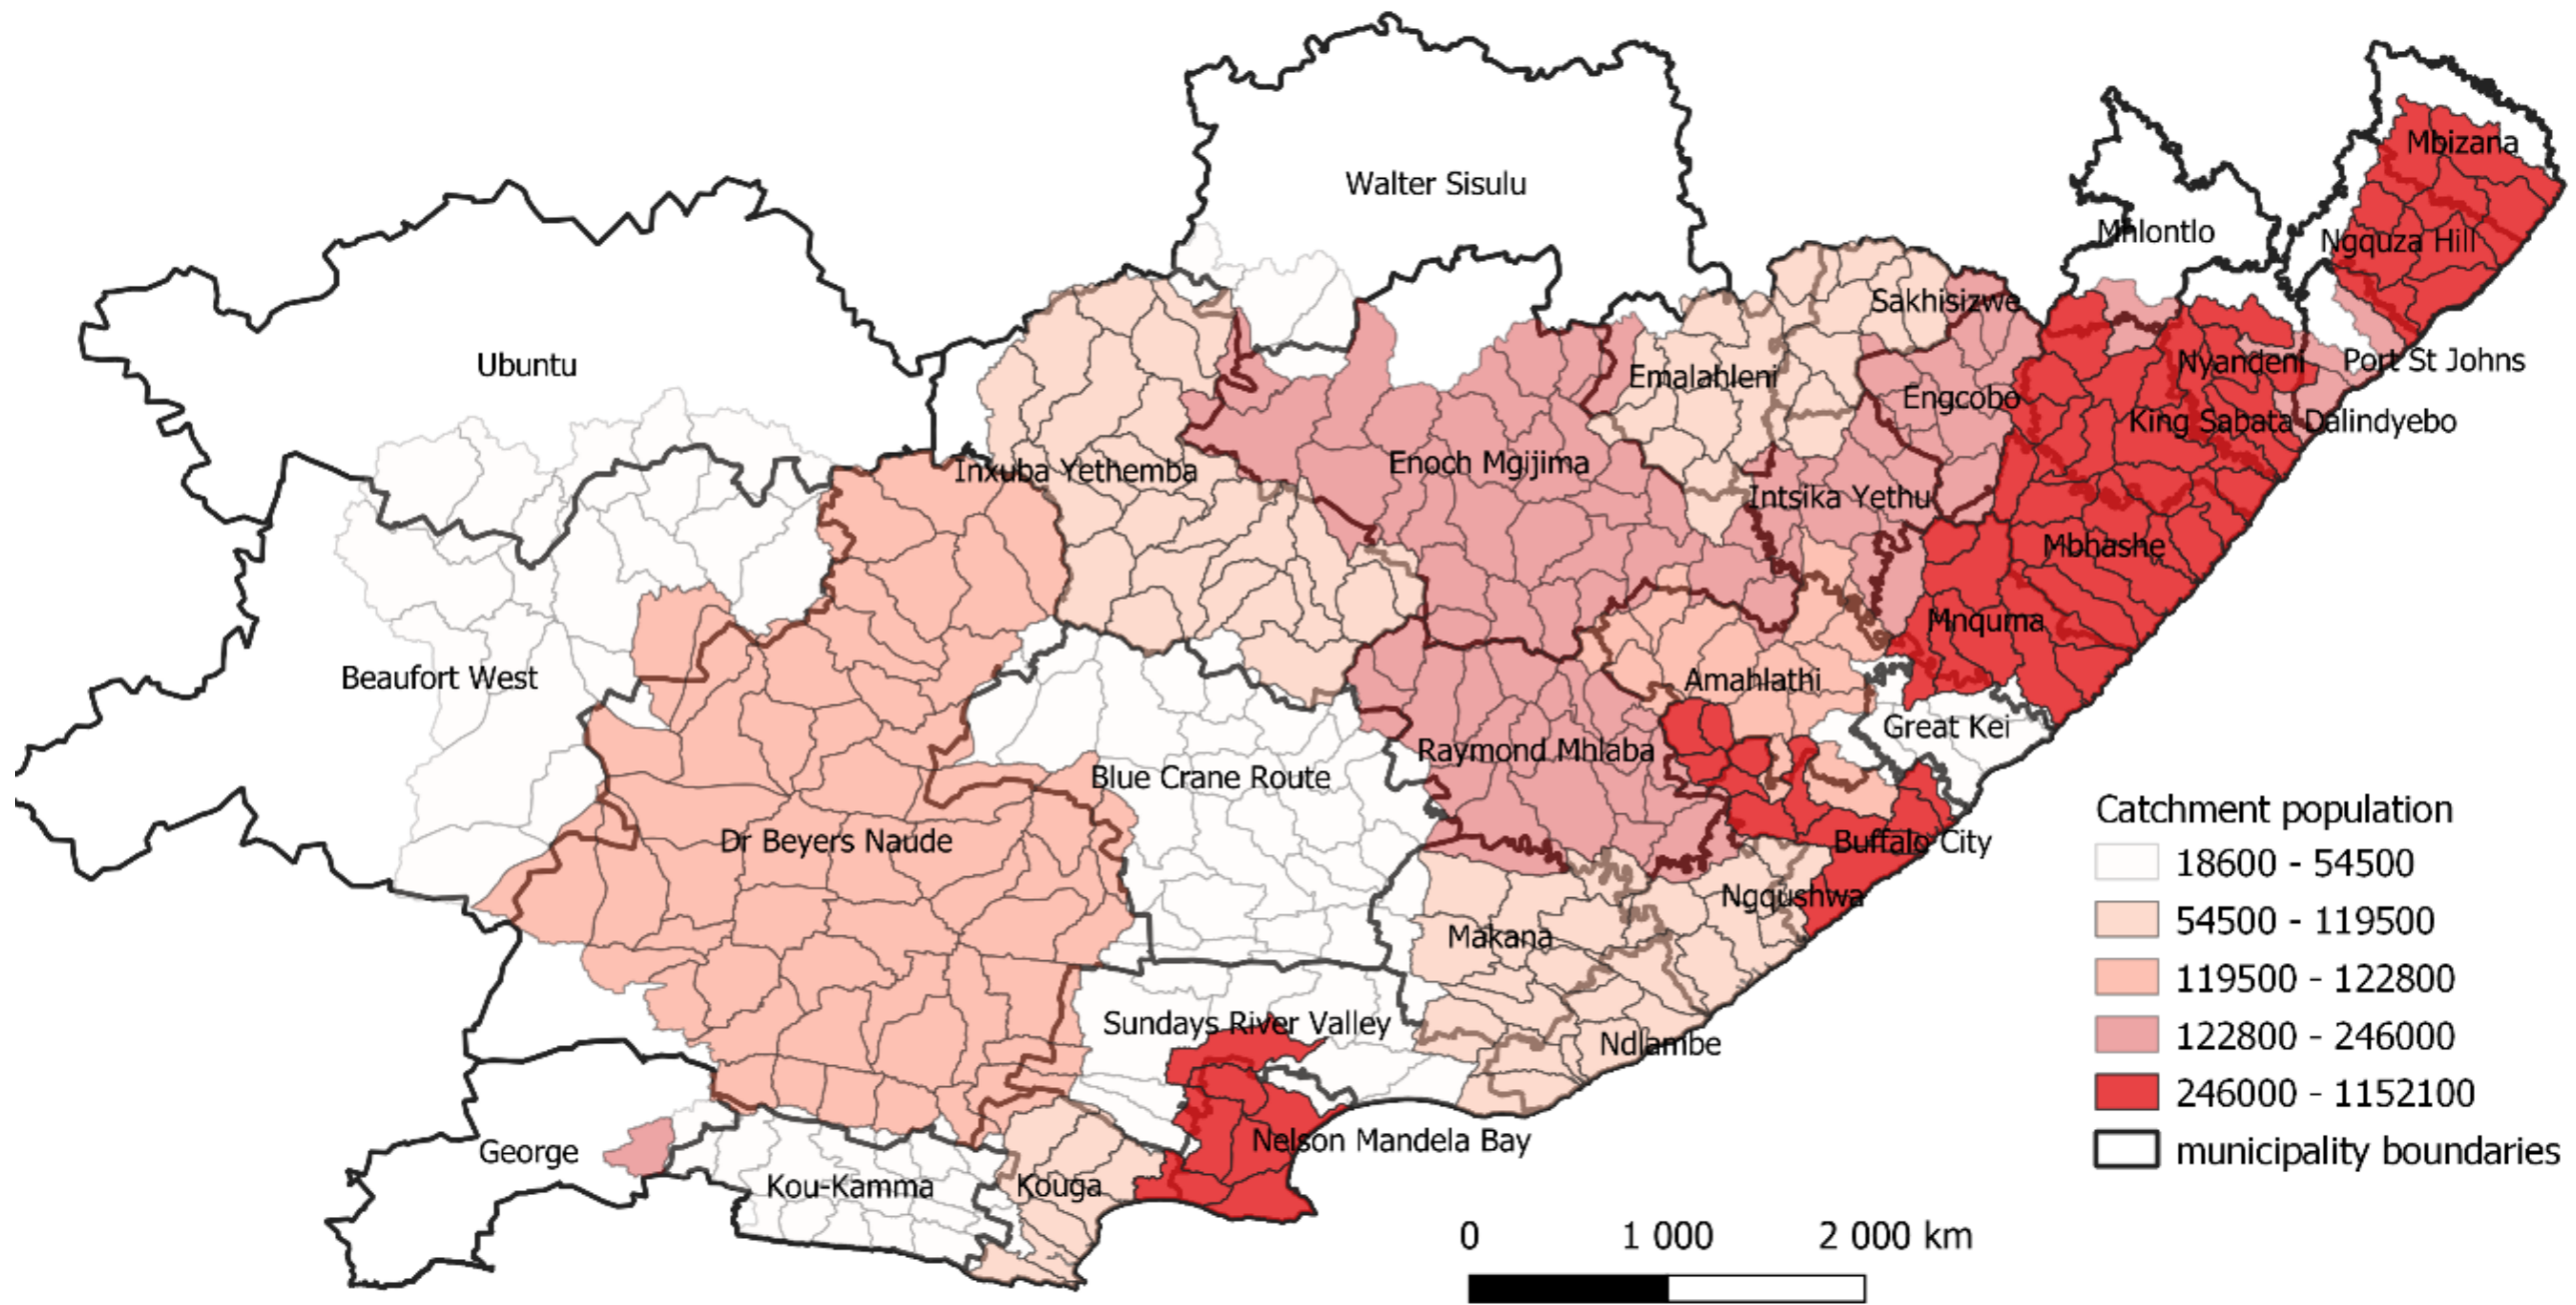 Mbizana
Walter Sisulu
Mhlontlo
Ngquza Hill
Sakhisizwe
Ubuntu
Emalahleni
Nyandeni
Port St Johns
Engcobo
King Sabata Dalindyebo
Inxuba Yethemba
Enoch Mgijima
Intsika Yethu
Mbhashe
Mnquma
Beaufort West
Amahlathi
Great Kei
Raymond Mhlaba
Blue Crane Route
Dr Beyers Naude
Buffalo City
Ngqushwa
Makana
Sundays River Valley
Ndlambe
Nelson Mandela Bay
George
Kou-Kamma
Kouga
Catchment population
18600 - 54500
54500 - 119500
119500 - 122800
122800 - 246000
246000 - 1152100
municipality boundaries
0 1 000 2 000 km